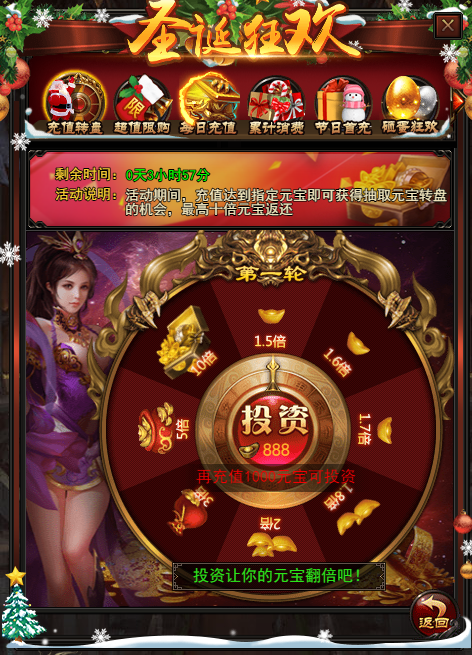 圣诞狂欢
充值转盘 超值限购 每日充值 累计消费 节日首充 砸蛋狂欢
限
剩余时间：0天3小时57分
活动说明：活动期间，充值达到指定元宝即可获得抽取元宝转盘
的机会，最高十倍元宝返还
第一轮
1.5倍
1.6倍
1.7倍
1.8倍
2倍
3倍
5倍
10倍
投资
888
再充值1000元宝可投资
投资让你的元宝翻倍吧！
返回